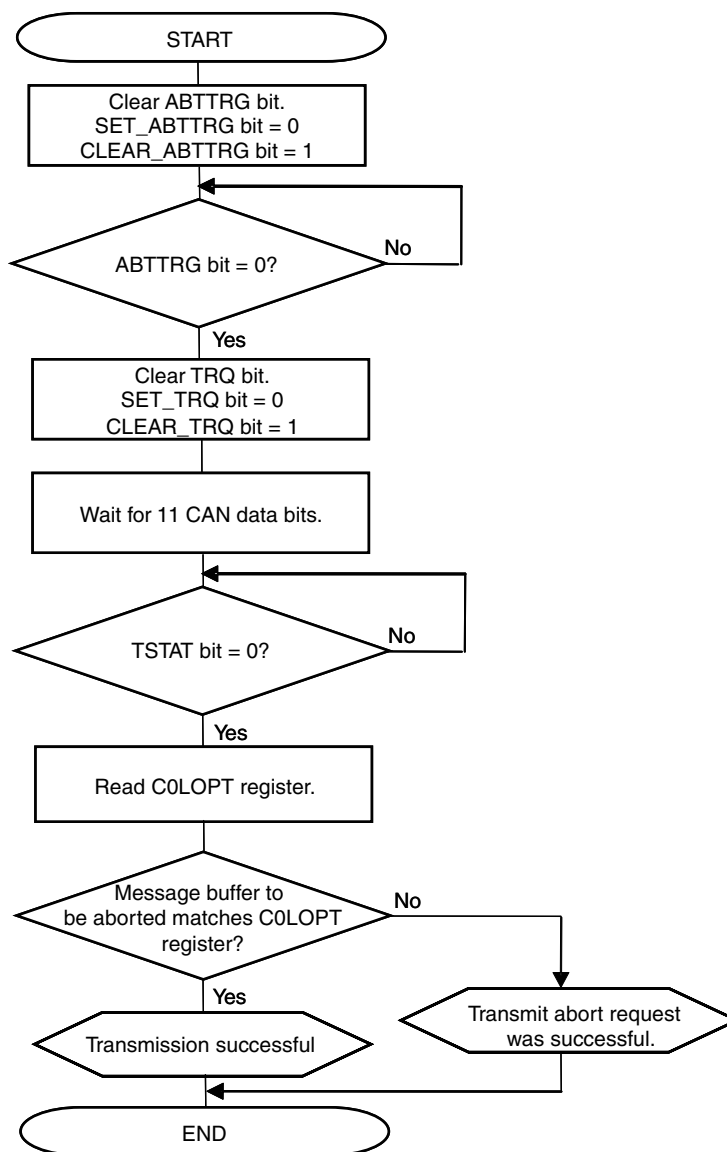 START
Clear ABTTRG bit.
SET_ABTTRG bit = 0
CLEAR_ABTTRG bit = 1
ABTTRG bit = 0?
No
Yes
Clear TRQ bit.
SET_TRQ bit = 0
CLEAR_TRQ bit = 1
Wait for 11 CAN data bits.
TSTAT bit = 0?
No
Yes
Read C0LOPT register.
Message buffer to
be aborted matches C0LOPT
register?
No
Yes
Transmit abort request
was successful.
Transmission successful
END